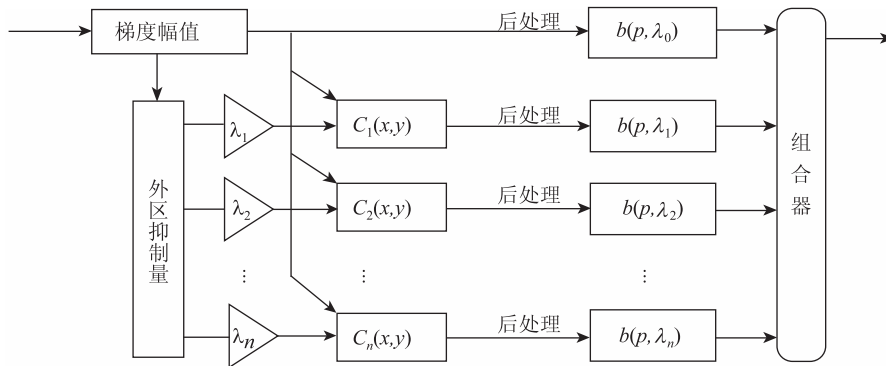 梯度幅值
后处理
b(p,λ₀)
λ₁
C₁(x,y)
后处理
b(p,λ₁)
λ₂
C₂(x,y)
后处理
b(p,λ₂)
外区抑制量
组合器
⋮
⋮
⋮
λn
Cₙ(x,y)
后处理
b(p,λₙ)